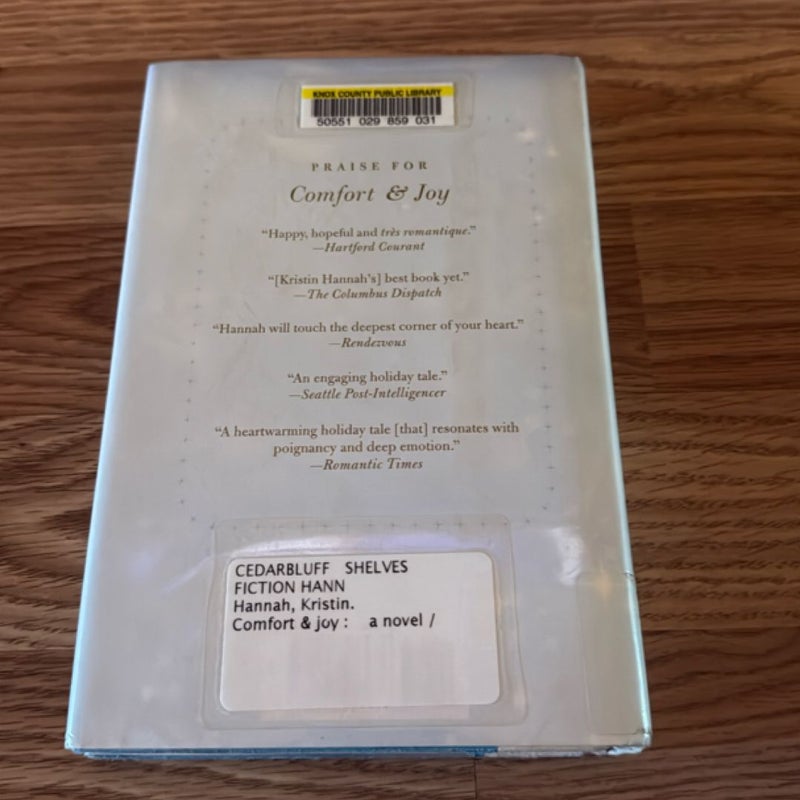 KNOX COUNTY PUBLIC LIBRARY
50551 029 859 031
PRAISE FOR
Comfort & Joy
“Happy, hopeful and très romantique.”
—Hartford Courant
“[Kristin Hannah's] best book yet.”
—The Columbus Dispatch
“Hannah will touch the deepest corner of your heart.”
—Rendezvous
“An engaging holiday tale.”
—Seattle Post-Intelligencer
“A heartwarming holiday tale [that] resonates with
poignancy and deep emotion.”
—Romantic Times
CEDARBLUFF SHELVES
FICTION HANN
Hannah, Kristin.
Comfort & joy : a novel /